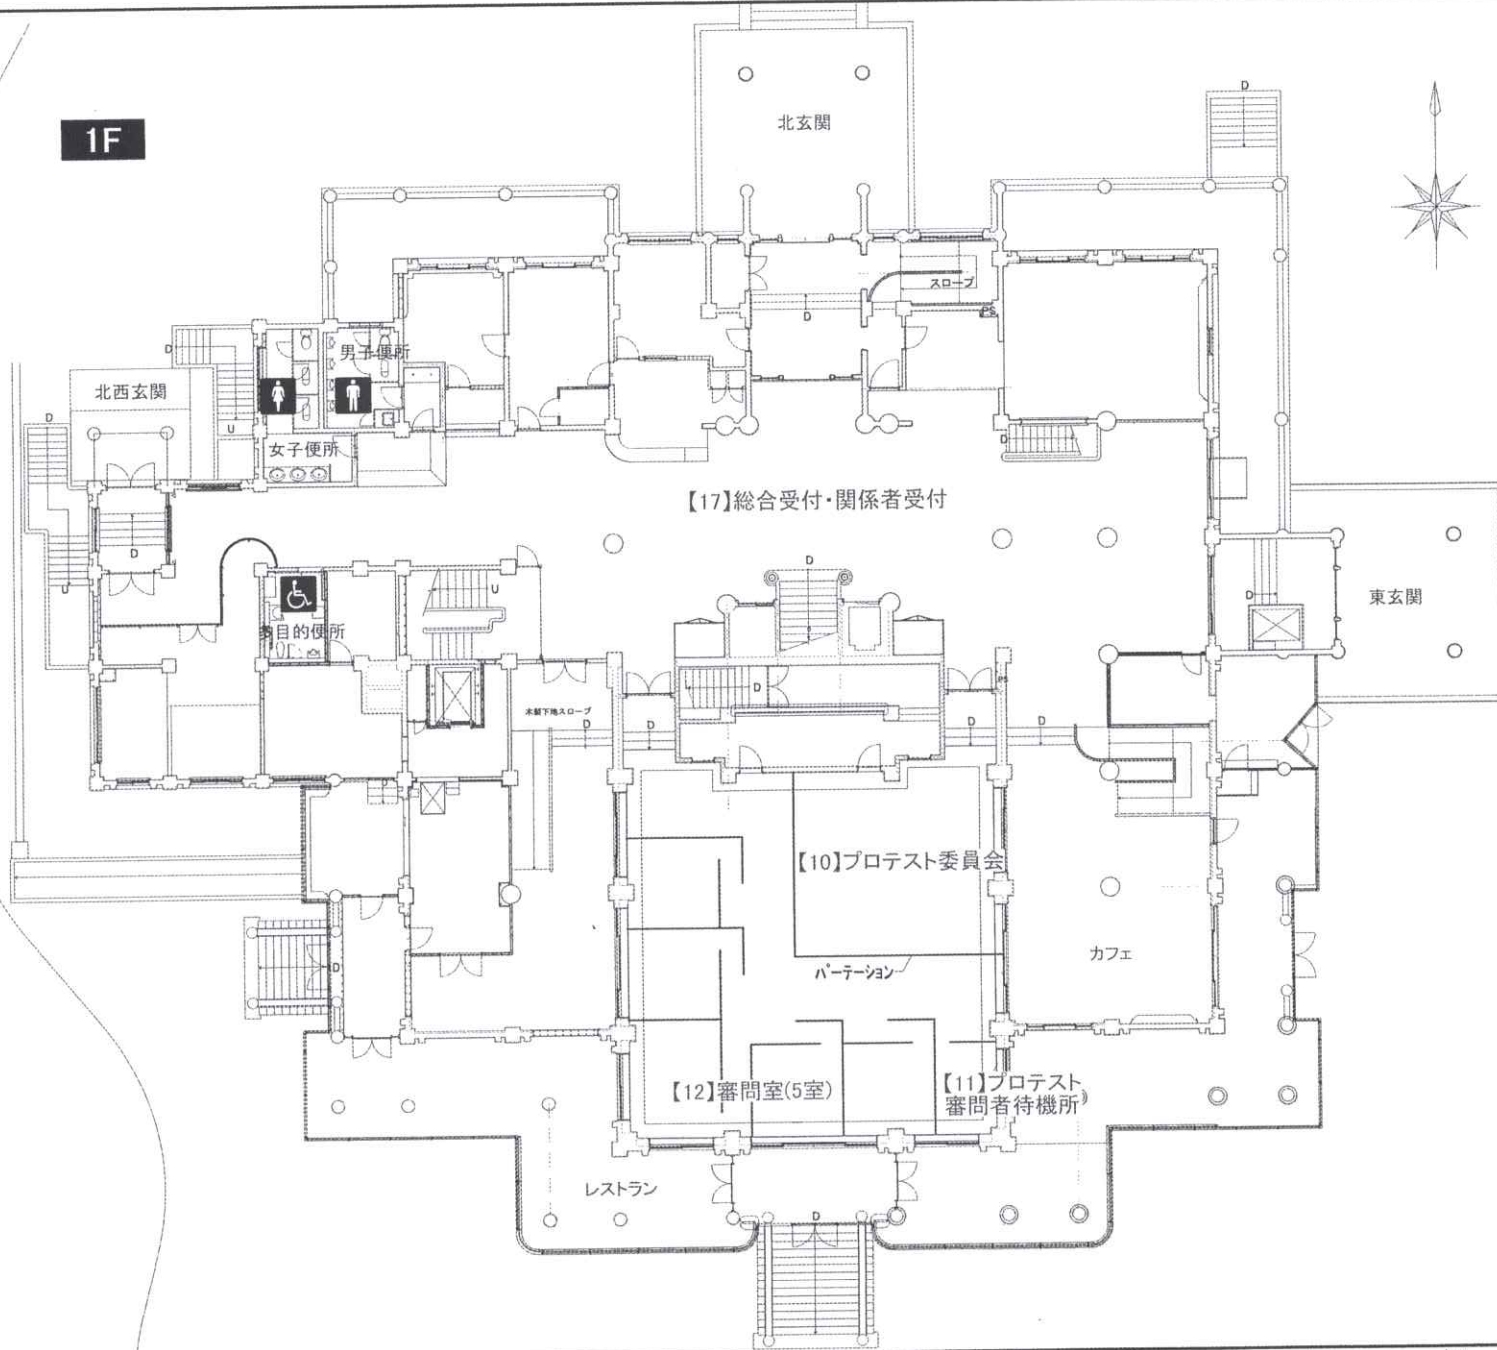 1F
D
北玄関
スロープ
PS
D
D
男子便所
北西玄関
D
U
女子便所
D
【17】総合受付・関係者受付
D
D
U
U
D
D
東玄関
多目的便所
D
PS
木製下地スロープ
D
D
D
D
D
【10】プロテスト委員会
パーテーション
カフェ
D
【12】審問室(5室)
【11】プロテスト
審問者待機所
レストラン
D